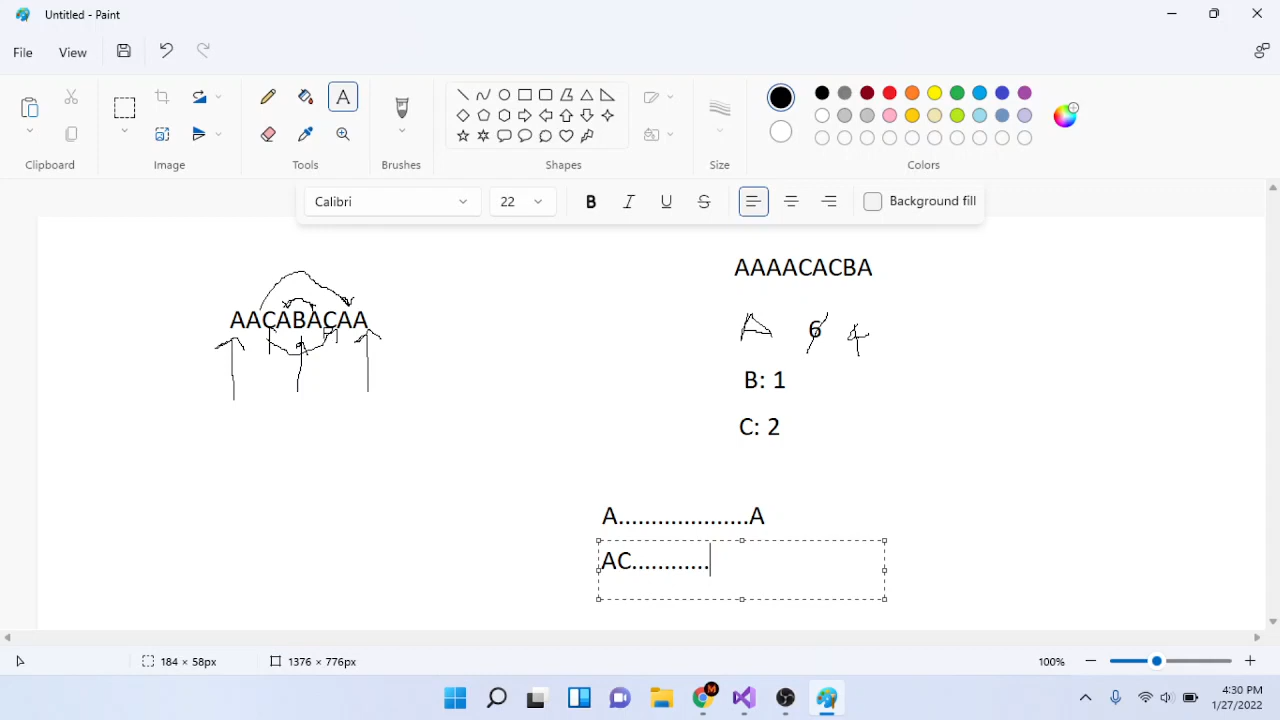 Untitled - Paint
File View
Clipboard
Image
Tools
Brushes
Shapes
Size
Colors
Calibri 22 B I U S Background fill
AAAACACBA
AACABACAA
A 6 4
B: 1
C: 2
A....................A
AC............
184 × 58px 1376 × 776px 100%
M
4:30 PM
1/27/2022